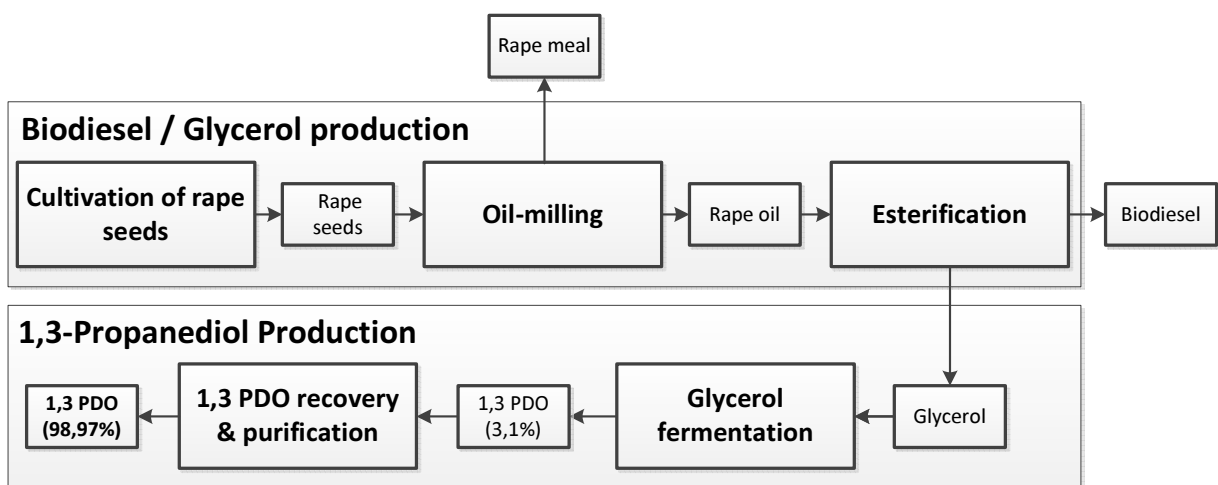 Rape meal
Biodiesel / Glycerol production
Cultivation of rape
seeds
Rape
seeds
Oil-milling
Rape oil
Esterification
Biodiesel
1,3-Propanediol Production
1,3 PDO
(98,97%)
1,3 PDO recovery
& purification
1,3 PDO
(3,1%)
Glycerol
fermentation
Glycerol